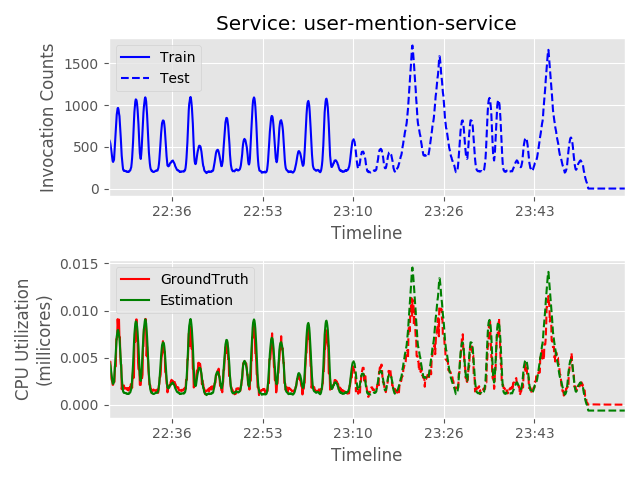 Service: user-mention-service
Invocation Counts
1500
1000
500
0
Train
Test
22:36 22:53 23:10 23:26 23:43
Timeline
CPU Utilization
(millicores)
0.015
0.010
0.005
0.000
GroundTruth
Estimation
22:36 22:53 23:10 23:26 23:43
Timeline